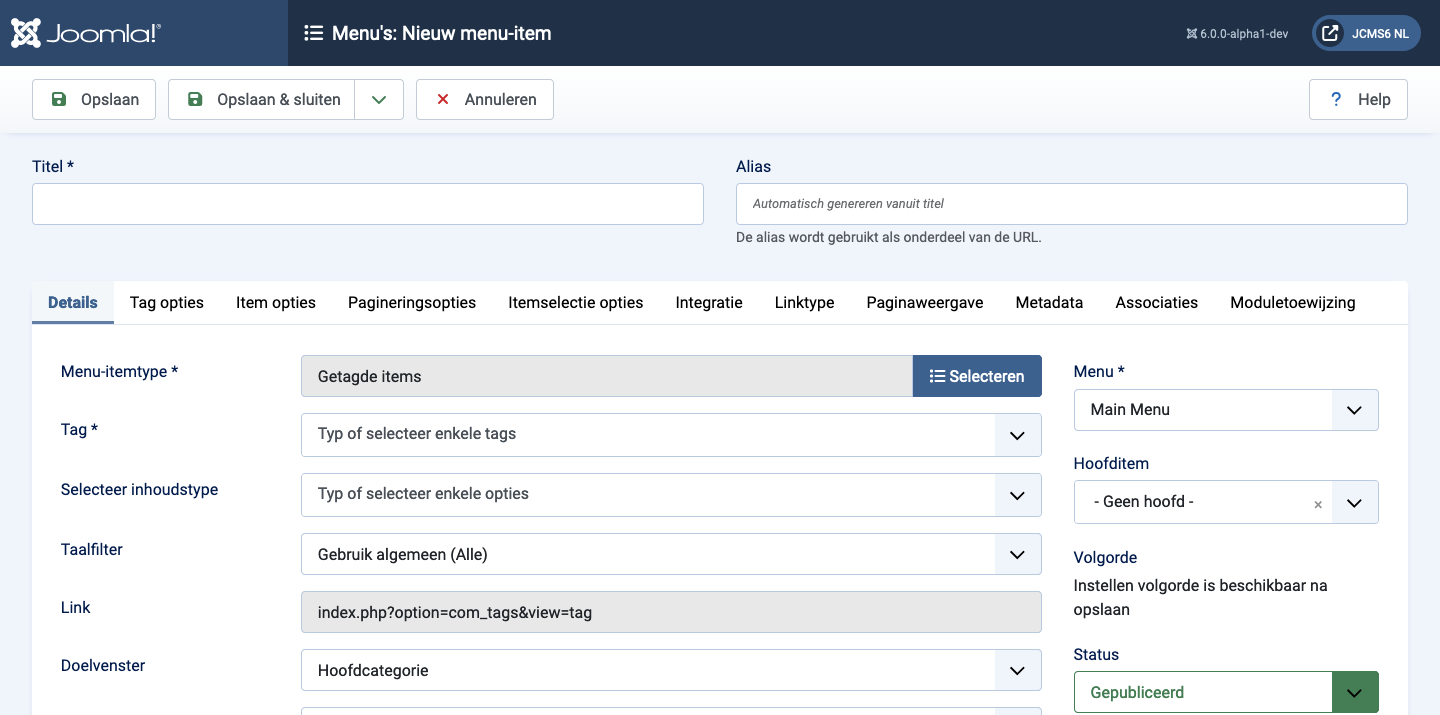 Joomla!®
Menu's: Nieuw menu-item
6.0.0-alpha1-dev
JCMS6 NL
Opslaan
Opslaan & sluiten
Annuleren
? Help
Titel *
Alias
Automatisch genereren vanuit titel
De alias wordt gebruikt als onderdeel van de URL.
Details Tag opties Item opties Pagineringsopties Itemselectie opties Integratie Linktype Paginaweergave Metadata Associaties Moduletoewijzing
Menu-itemtype *
Getagde items
Selecteren
Tag *
Typ of selecteer enkele tags
Selecteer inhoudstype
Typ of selecteer enkele opties
Taalfilter
Gebruik algemeen (Alle)
Link
index.php?option=com_tags&view=tag
Doelvenster
Hoofdcategorie
Menu *
Main Menu
Hoofditem
- Geen hoofd -
Volgorde
Instellen volgorde is beschikbaar na
opslaan
Status
Gepubliceerd